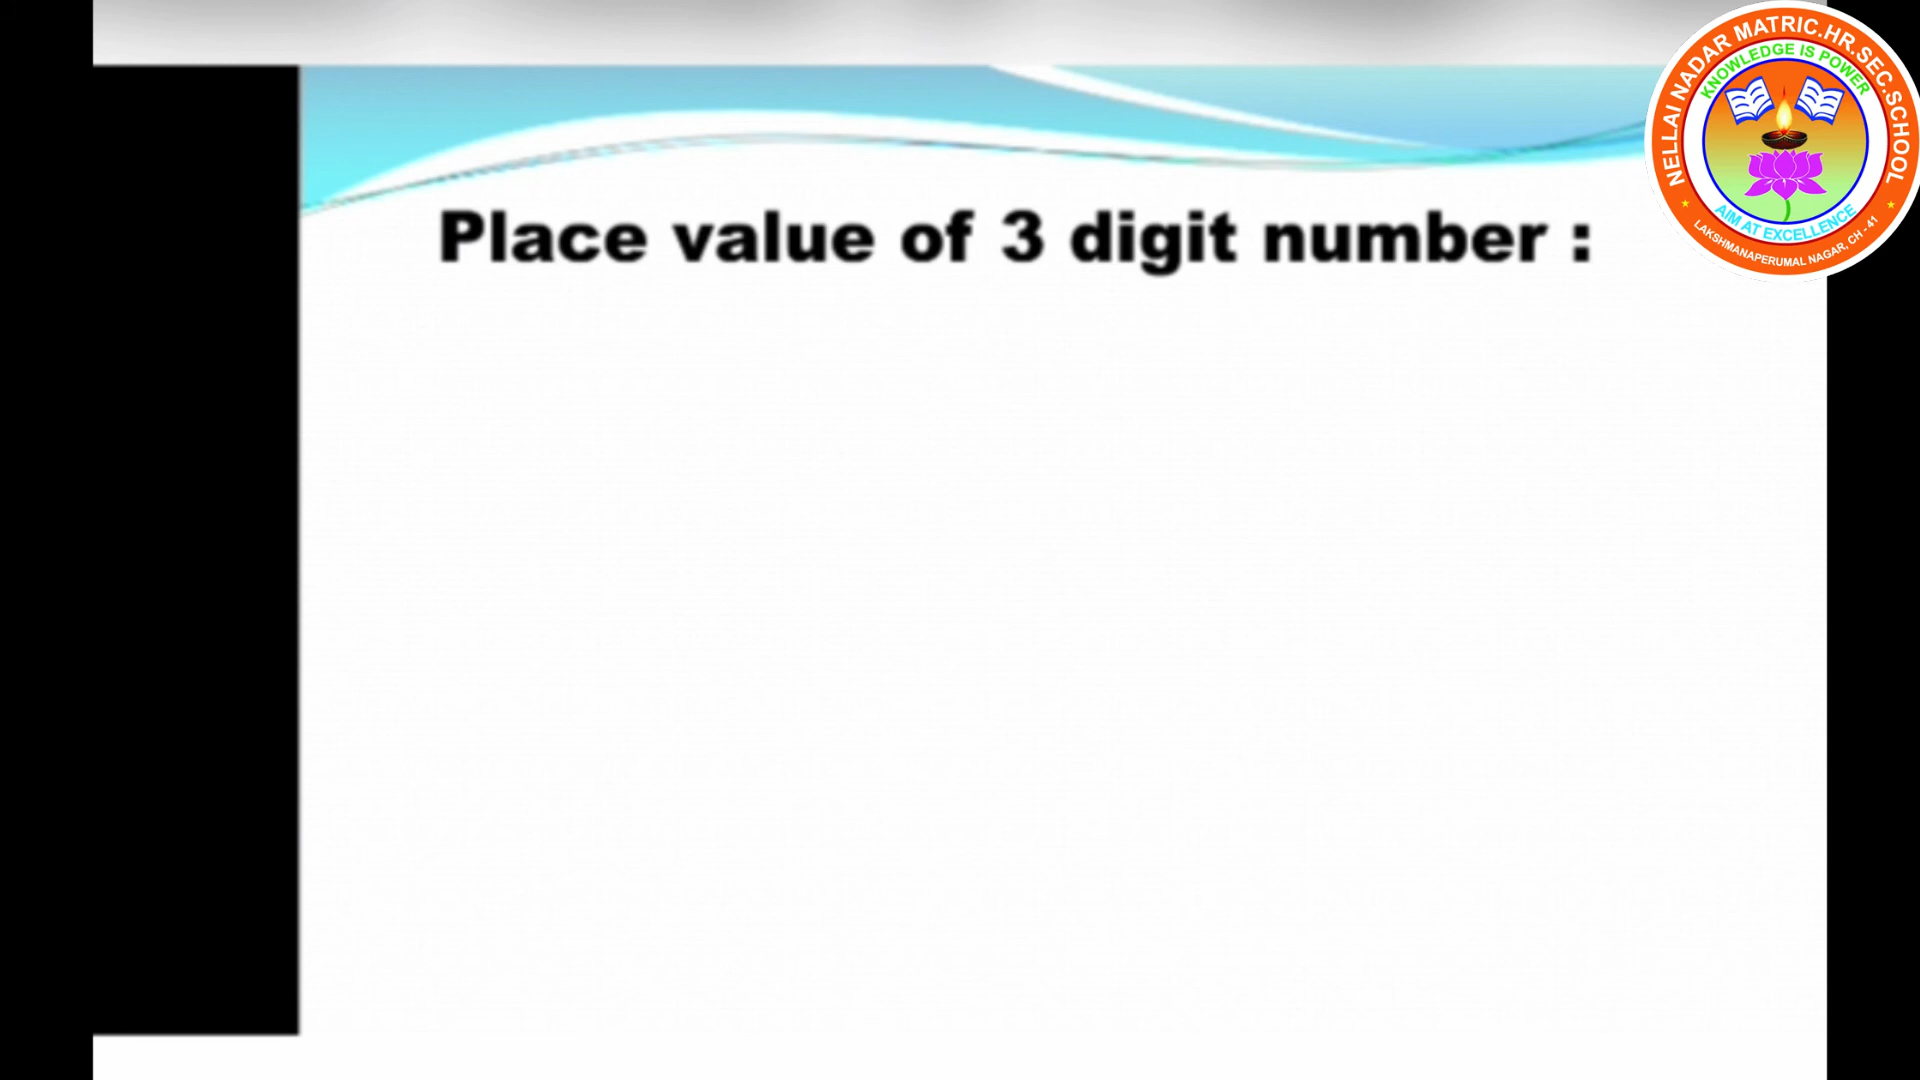 Place value of 3 digit number :
NELLAI NADAR MATRIC.HR.SEC.SCHOOL
KNOWLEDGE IS POWER
AIM AT EXCELLENCE
LAKSHMANAPERUMAL NAGAR, CH - 41